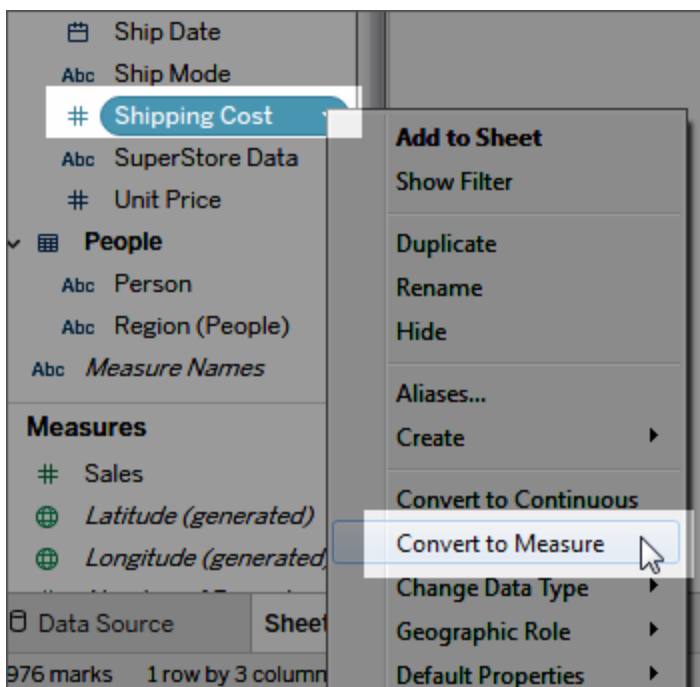 Ship Date
Abc Ship Mode
# Shipping Cost
Abc SuperStore Data
# Unit Price
People
Abc Person
Abc Region (People)
Abc Measure Names
Measures
# Sales
Latitude (generated)
Longitude (generated)
Data Source Sheet
976 marks 1 row by 3 column
Add to Sheet
Show Filter
Duplicate
Rename
Hide
Aliases...
Create
Convert to Continuous
Convert to Measure
Change Data Type
Geographic Role
Default Properties